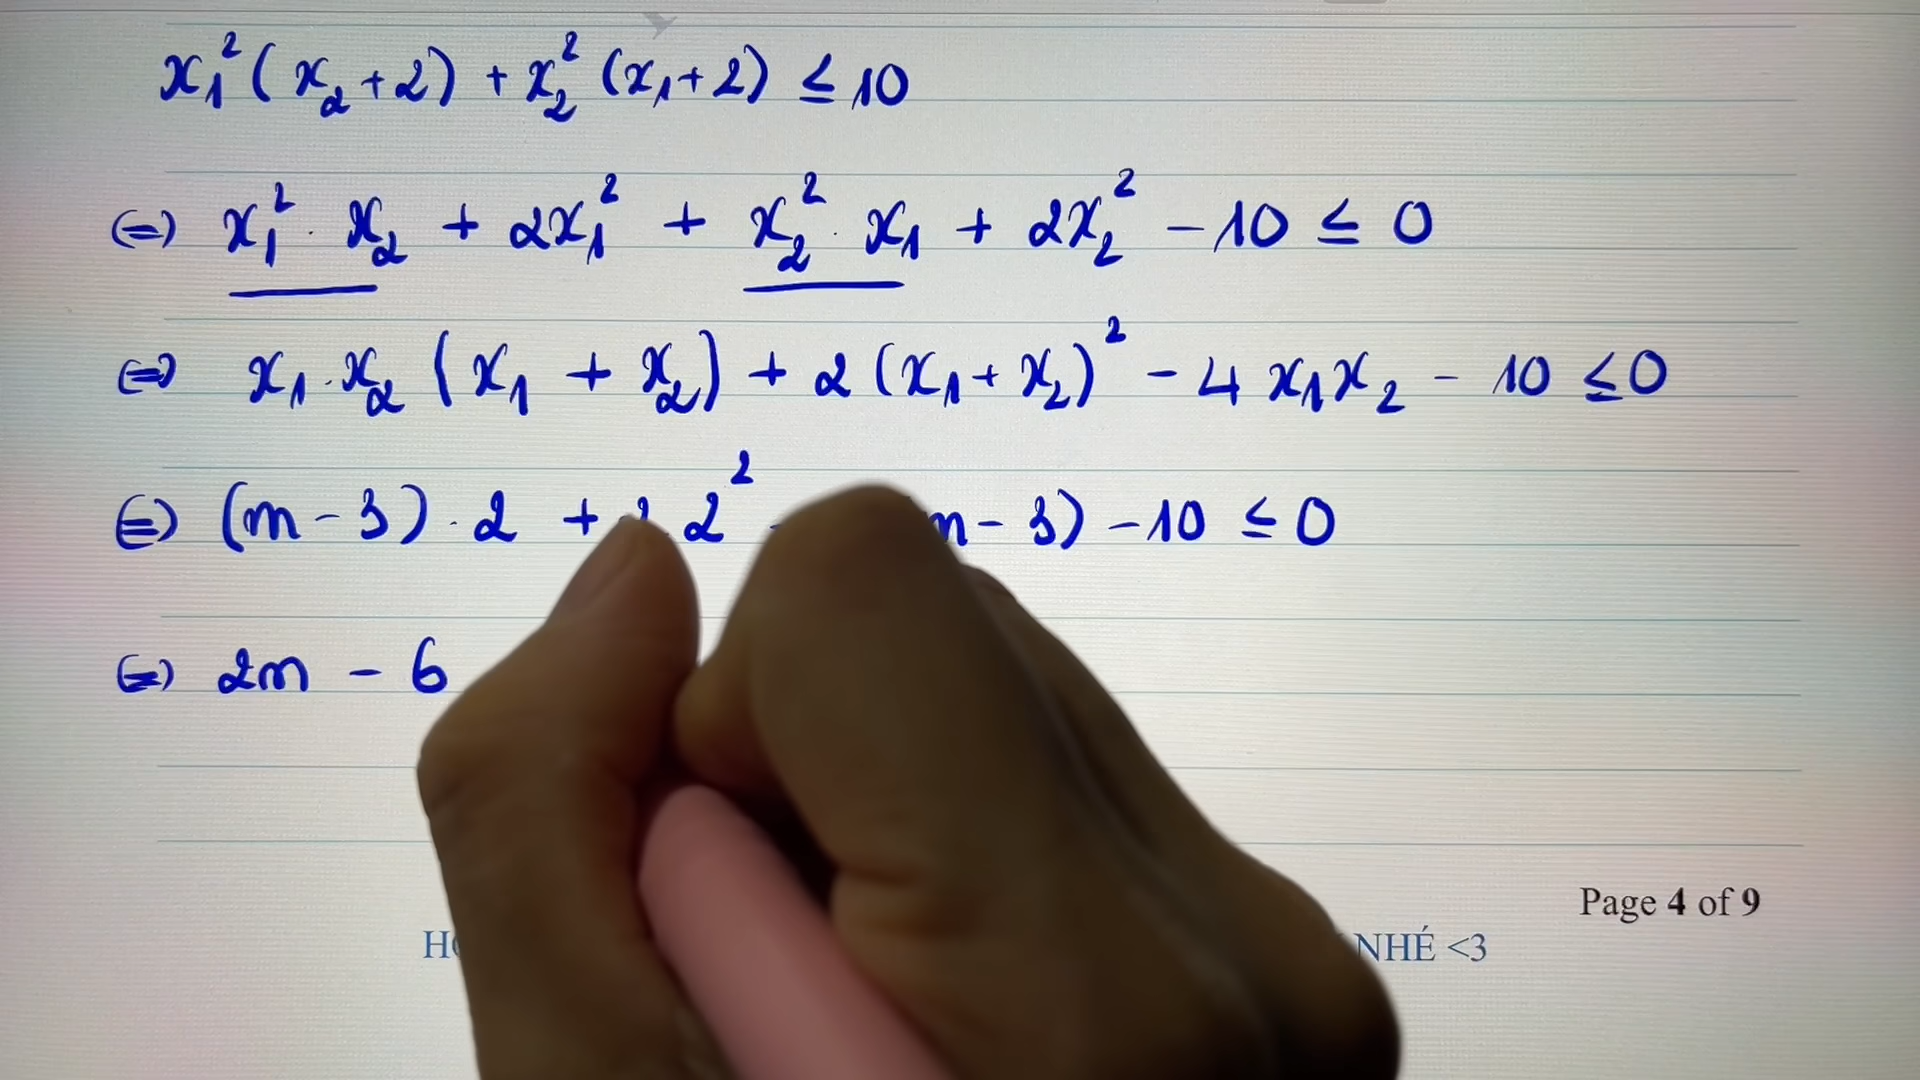 x₁²(x₂+2) + x₂²(x₁+2) ≤ 10
(=) x₁² . x₂ + 2x₁² + x₂² . x₁ + 2x₂² - 10 ≤ 0
(=) x₁ . x₂ (x₁ + x₂) + 2(x₁+x₂)² - 4x₁x₂ - 10 ≤ 0
(=) (m-3) . 2 + 2² - 3) - 10 ≤ 0
(=) 2m - 6
Page 4 of 9
NHÉ <3